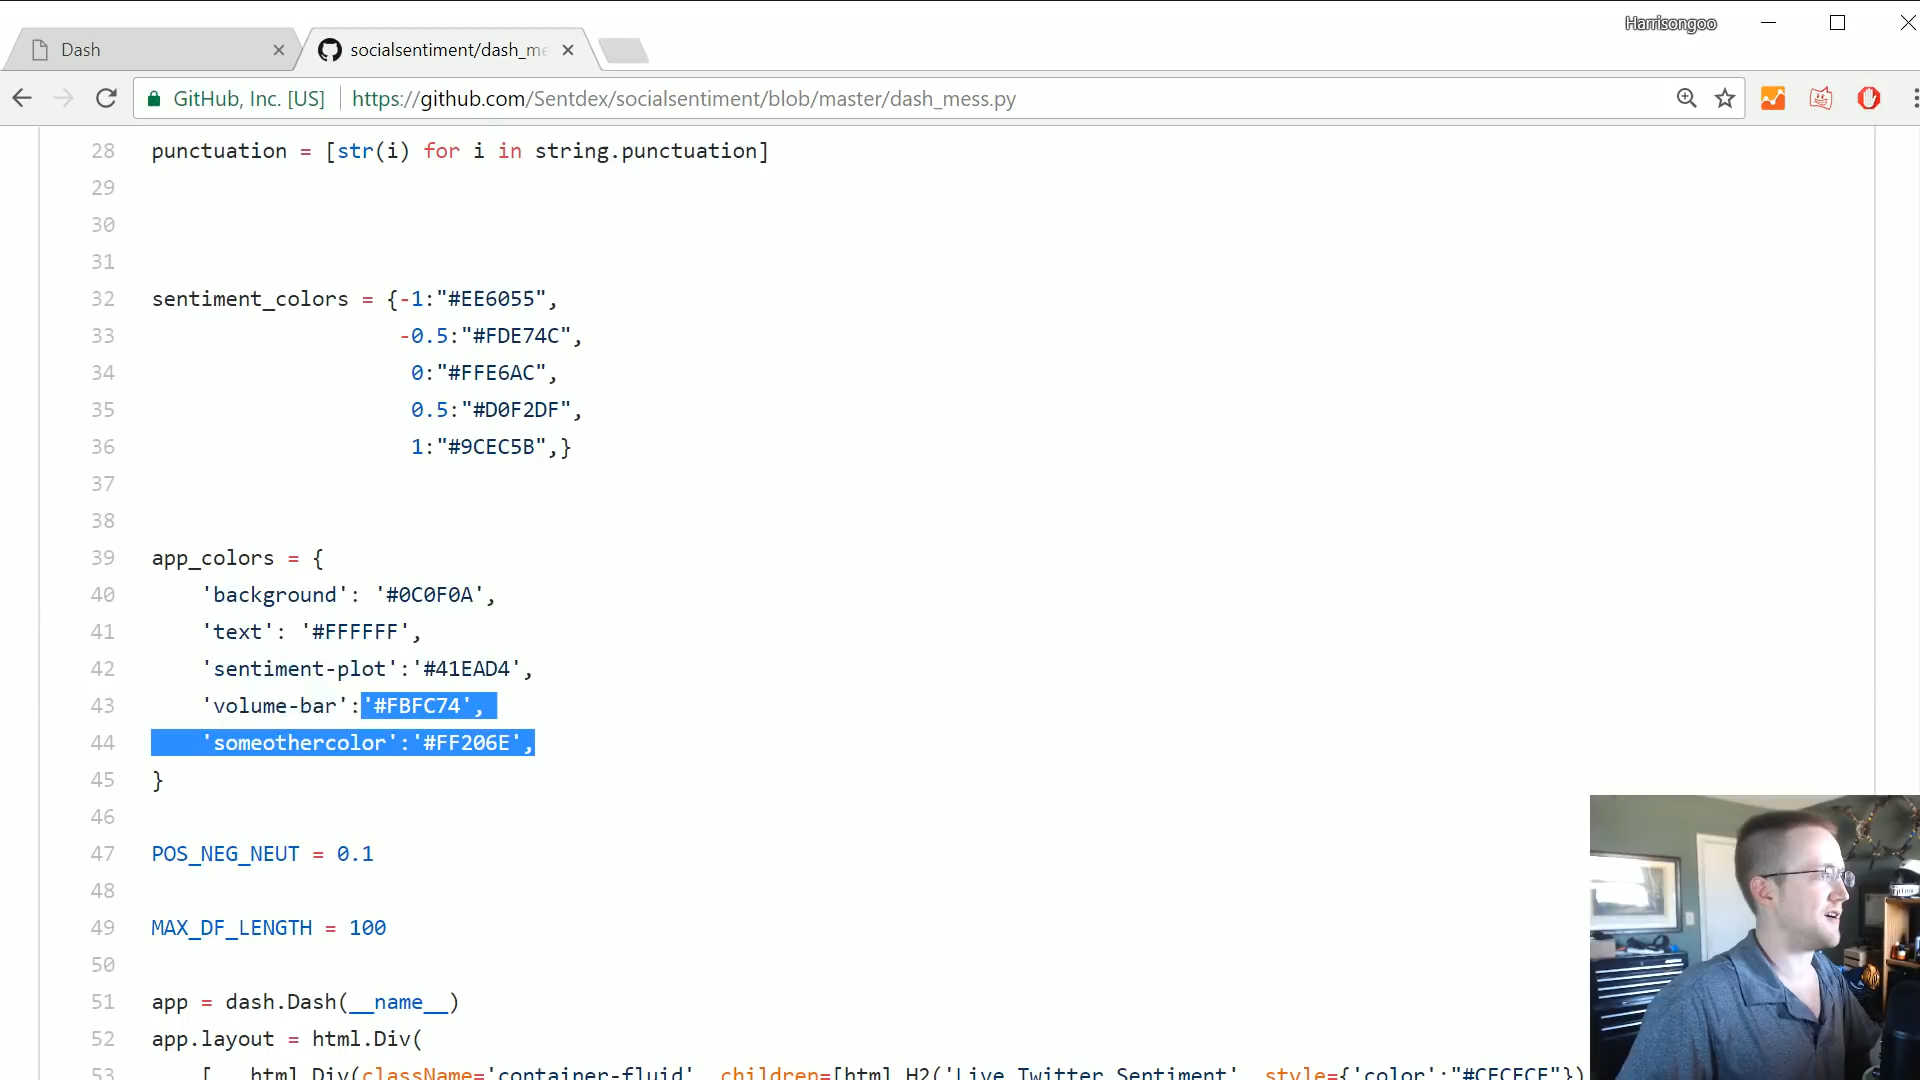 Harrisongoo
Dash
socialsentiment/dash_me
GitHub, Inc. [US] https://github.com/Sentdex/socialsentiment/blob/master/dash_mess.py
28 punctuation = [str(i) for i in string.punctuation]
29
30
31
32 sentiment_colors = {-1:"#EE6055",
33 -0.5:"#FDE74C",
34 0:"#FFE6AC",
35 0.5:"#D0F2DF",
36 1:"#9CEC5B",}
37
38
39 app_colors = {
40 'background': '#0C0F0A',
41 'text': '#FFFFFF',
42 'sentiment-plot':'#41EAD4',
43 'volume-bar':'#FBFC74',
44 'someothercolor':'#FF206E',
45 }
46
47 POS_NEG_NEUT = 0.1
48
49 MAX_DF_LENGTH = 100
50
51 app = dash.Dash(__name__)
52 app.layout = html.Div(
53 [ html.Div(className='container-fluid', children=[html.H2('Live Twitter Sentiment', style={'color':"#CECECE"})